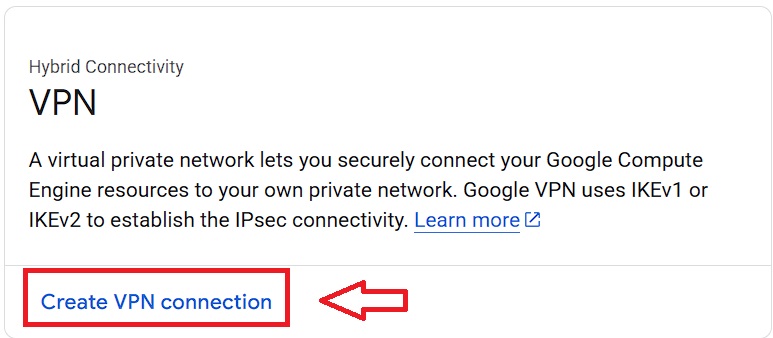 Hybrid Connectivity
VPN
A virtual private network lets you securely connect your Google Compute
Engine resources to your own private network. Google VPN uses IKEv1 or
IKEv2 to establish the IPsec connectivity. Learn more
Create VPN connection